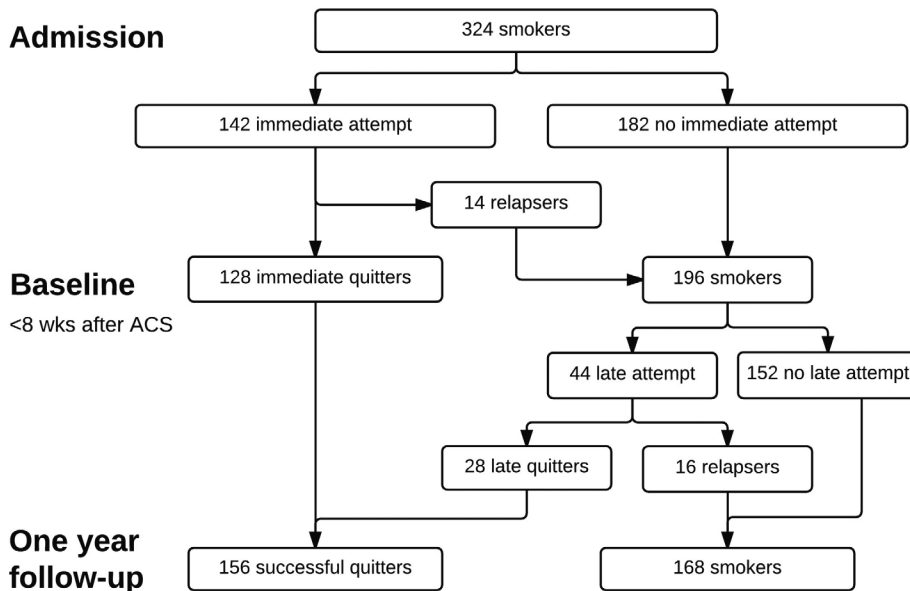 Admission
324 smokers
142 immediate attempt
182 no immediate attempt
14 relapsers
Baseline
<8 wks after ACS
128 immediate quitters
196 smokers
44 late attempt
152 no late attempt
28 late quitters
16 relapsers
One year
follow-up
156 successful quitters
168 smokers